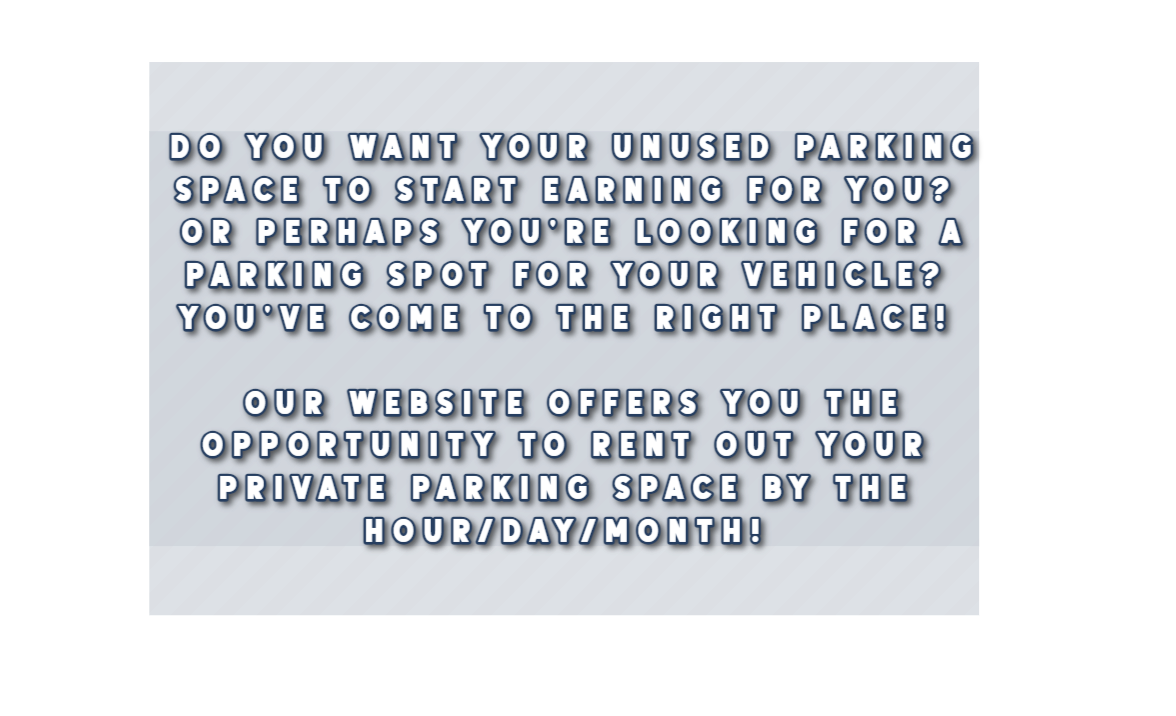 DO YOU WANT YOUR UNUSED PARKING
SPACE TO START EARNING FOR YOU?
OR PERHAPS YOU'RE LOOKING FOR A
PARKING SPOT FOR YOUR VEHICLE?
YOU'VE COME TO THE RIGHT PLACE!
OUR WEBSITE OFFERS YOU THE
OPPORTUNITY TO RENT OUT YOUR
PRIVATE PARKING SPACE BY THE
HOUR/DAY/MONTH!